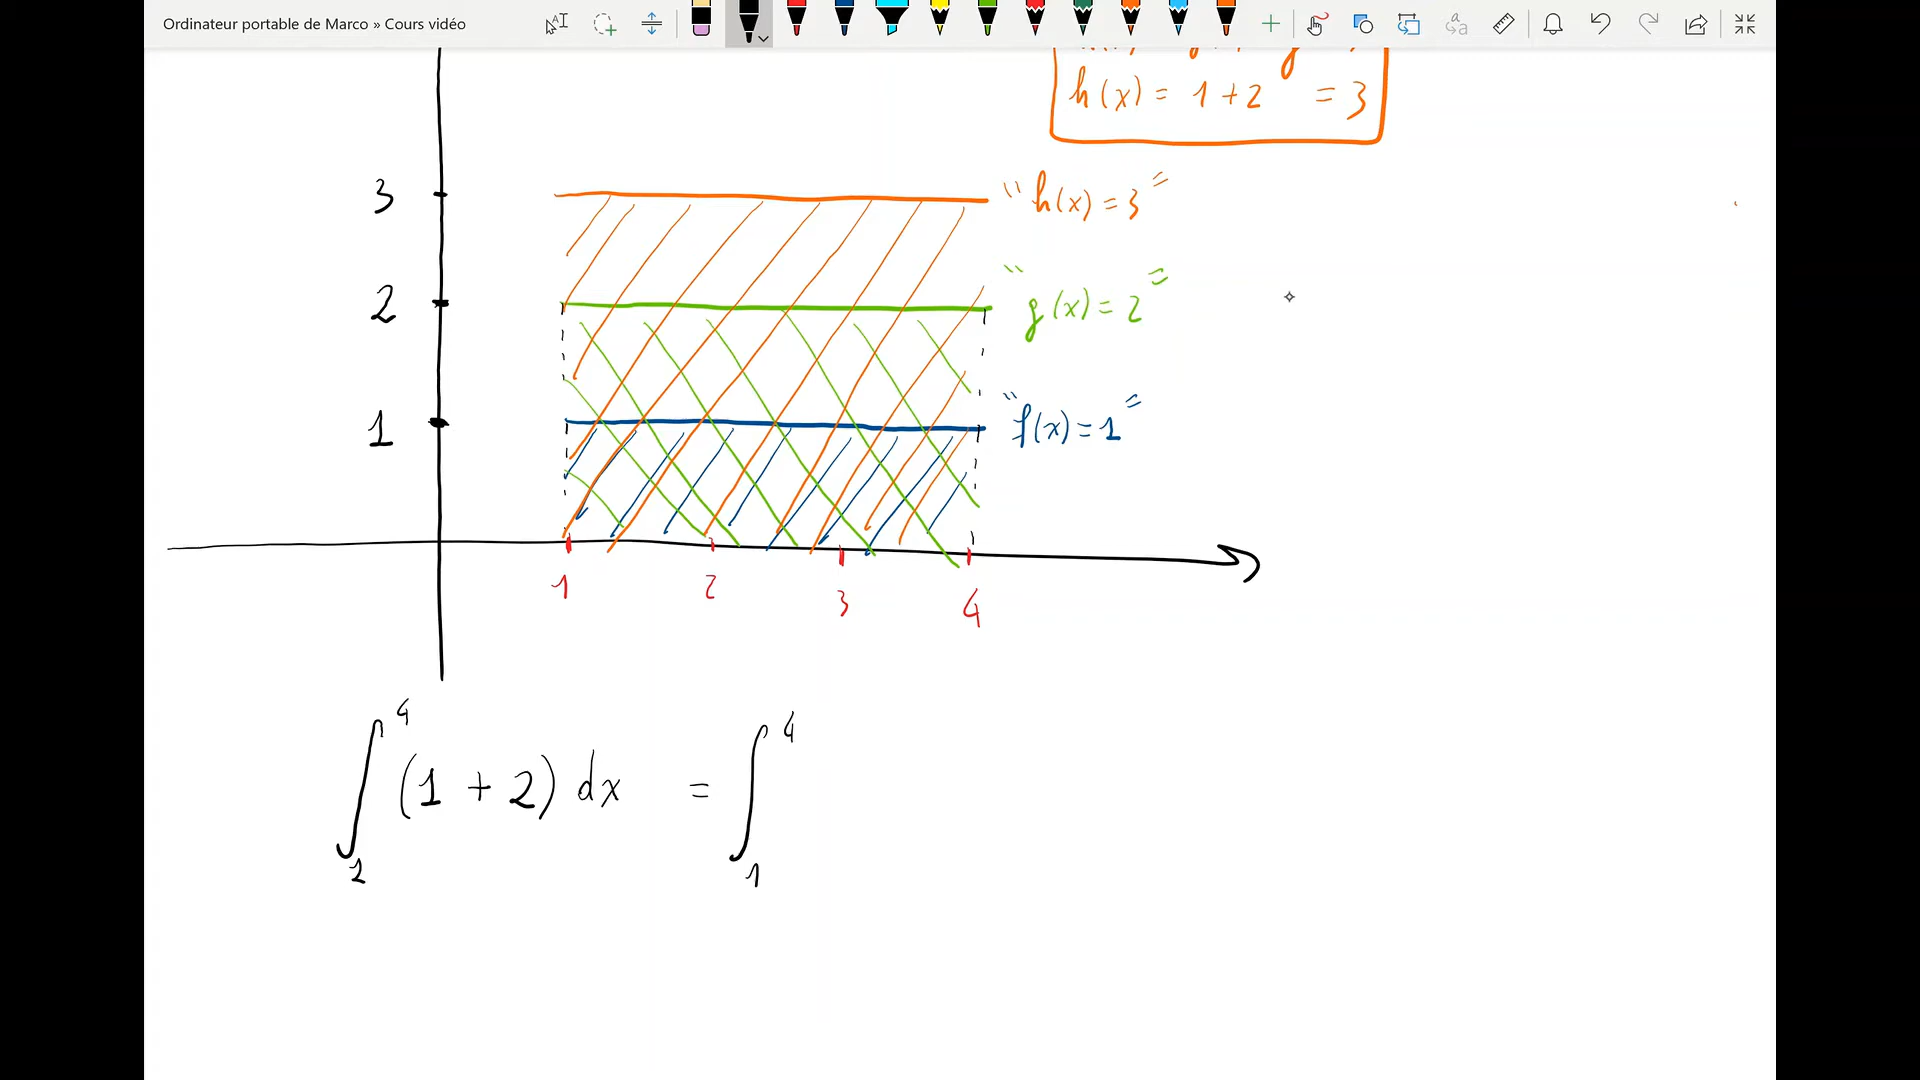 Ordinateur portable de Marco » Cours vidéo
h(x) = 1 + 2 = 3
3 "h(x) = 3"
2 "g(x) = 2"
1 "f(x) = 1"
1 2 3 4
∫₁⁴ (1 + 2) dx = ∫₁⁴